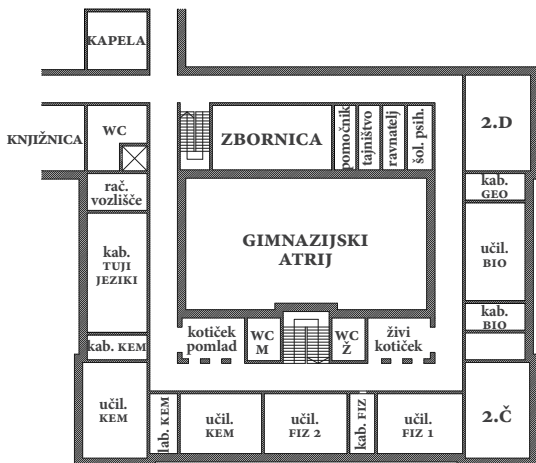 KAPELA
KNJIŽNICA
WC
ZBORNICA
pomočnik
tajništvo
ravnatelj
šol. psih.
2.D
rač.
vozlišče
kab.
GEO
kab.
TUJI
JEZIKI
GIMNAZIJSKI
ATRIJ
učil.
BIO
kab.
BIO
kotiček
pomlad
WC
M
WC
Ž
živi
kotiček
kab. KEM
učil.
KEM
lab. KEM
učil.
KEM
učil.
FIZ 2
kab. FIZ
učil.
FIZ 1
2.Č